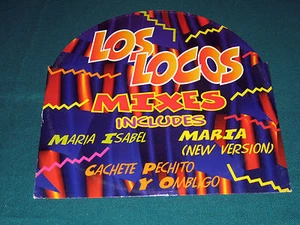 LOS
LOCOS
MIXES
INCLUDES
MARIA ISABEL
MARIA
(NEW VERSION)
CACHETE PECHITO
Y OMBLIGO